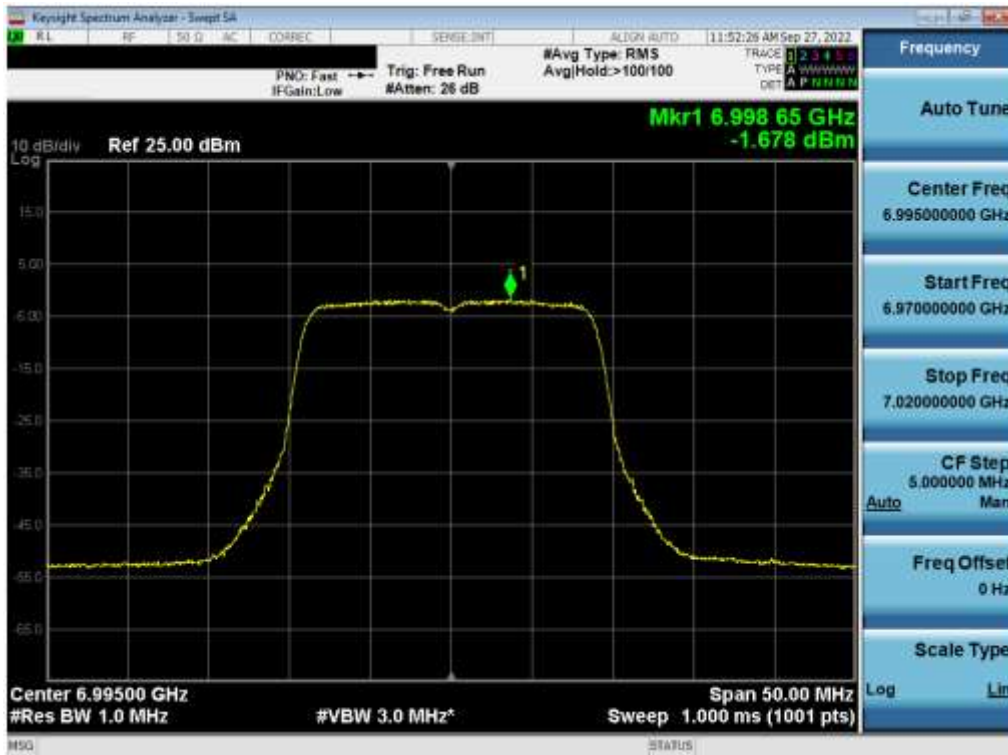 Keysight Spectrum Analyzer - Swept SA
RL RF 50 Ω AC CORREC SENSE:INT ALIGN AUTO 11:52:26 AM Sep 27, 2022
PNO: Fast Trig: Free Run #Avg Type: RMS TRACE 1 2 3 4 5 6
IFGain:Low #Atten: 26 dB Avg|Hold:>100/100 TYPE A WWWWW
DET A P N N N N
Mkr1 6.998 65 GHz
-1.678 dBm
10 dB/div Ref 25.00 dBm
Log
15.0
5.00
1
-5.00
-15.0
-25.0
-35.0
-45.0
-55.0
-65.0
Center 6.99500 GHz Span 50.00 MHz
#Res BW 1.0 MHz #VBW 3.0 MHz* Sweep 1.000 ms (1001 pts)
MSG STATUS
Frequency
Auto Tune
Center Freq
6.995000000 GHz
Start Freq
6.970000000 GHz
Stop Freq
7.020000000 GHz
CF Step
5.000000 MHz
Auto Man
Freq Offset
0 Hz
Scale Type
Log Lin